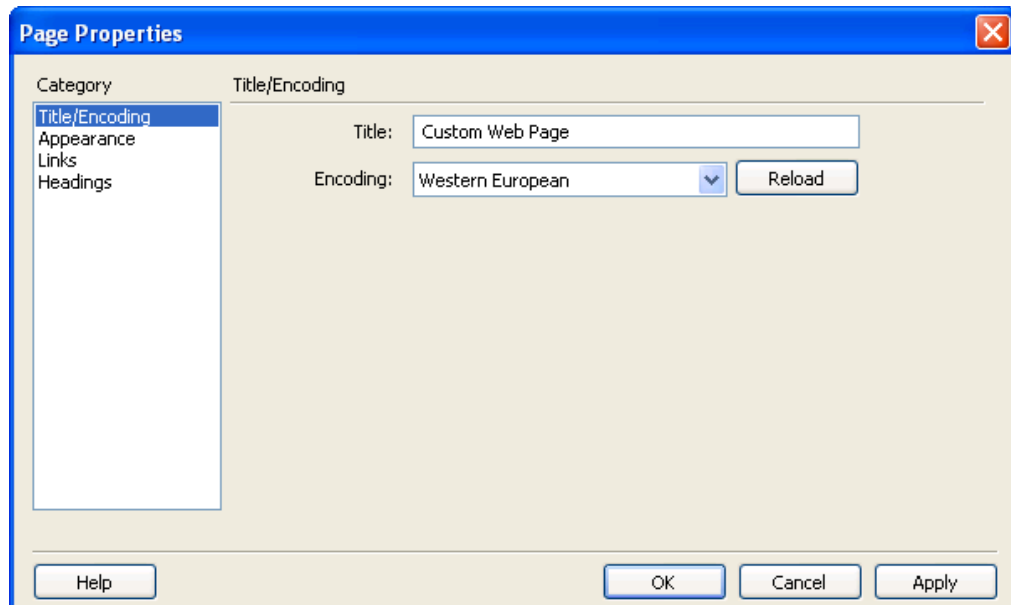 Page Properties
Category
Title/Encoding
Appearance
Links
Headings
Title/Encoding
Title: Custom Web Page
Encoding: Western European Reload
Help OK Cancel Apply